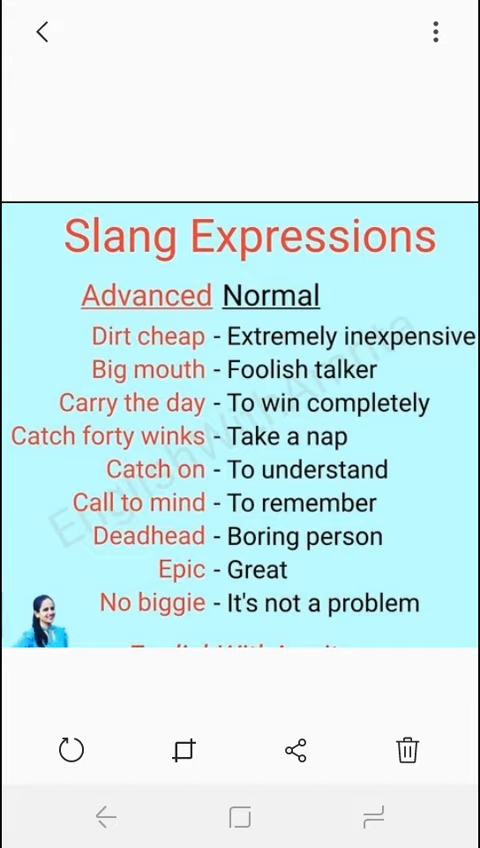 Slang Expressions
Advanced Normal
Dirt cheap - Extremely inexpensive
Big mouth - Foolish talker
Carry the day - To win completely
Catch forty winks - Take a nap
Catch on - To understand
Call to mind - To remember
Deadhead - Boring person
Epic - Great
No biggie - It's not a problem